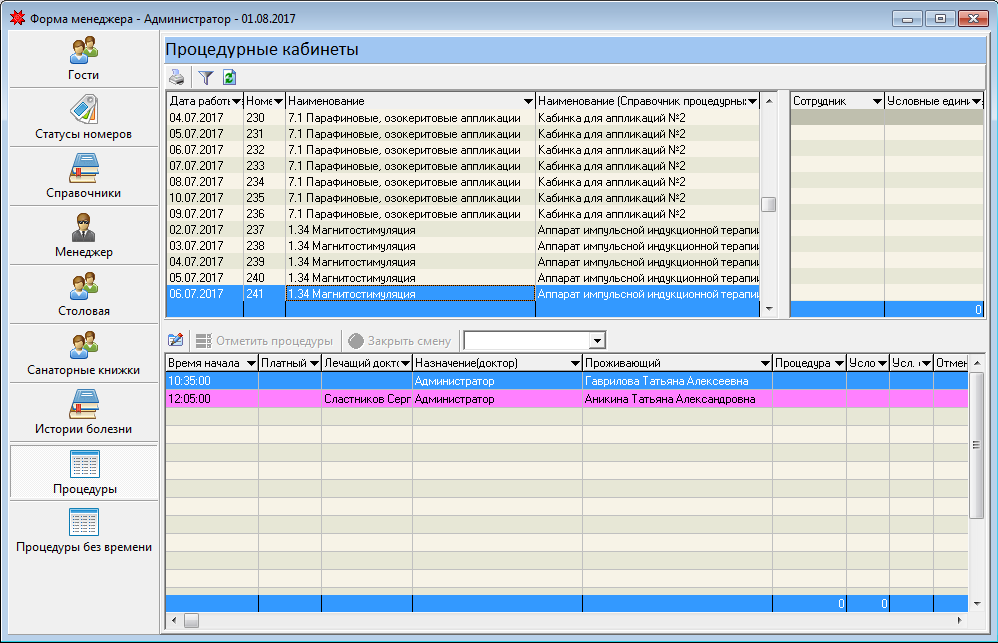 Форма менеджера - Администратор - 01.08.2017
Гости
Статусы номеров
Справочники
Менеджер
Столовая
Санаторные книжки
Истории болезни
Процедуры
Процедуры без времени
Процедурные кабинеты
Дата работы Номе Наименование Наименование (Справочник процедурны:
04.07.2017 230 7.1 Парафиновые, озокеритовые аппликации Кабинка для аппликаций №2
05.07.2017 231 7.1 Парафиновые, озокеритовые аппликации Кабинка для аппликаций №2
06.07.2017 232 7.1 Парафиновые, озокеритовые аппликации Кабинка для аппликаций №2
07.07.2017 233 7.1 Парафиновые, озокеритовые аппликации Кабинка для аппликаций №2
08.07.2017 234 7.1 Парафиновые, озокеритовые аппликации Кабинка для аппликаций №2
10.07.2017 235 7.1 Парафиновые, озокеритовые аппликации Кабинка для аппликаций №2
09.07.2017 236 7.1 Парафиновые, озокеритовые аппликации Кабинка для аппликаций №2
02.07.2017 237 1.34 Магнитостимуляция Аппарат импульсной индукционной терапии
03.07.2017 238 1.34 Магнитостимуляция Аппарат импульсной индукционной терапии
04.07.2017 239 1.34 Магнитостимуляция Аппарат импульсной индукционной терапии
05.07.2017 240 1.34 Магнитостимуляция Аппарат импульсной индукционной терапии
06.07.2017 241 1.34 Магнитостимуляция Аппарат импульсной индукционной терапии
Сотрудник Условные един
0
Отметить процедуры Закрыть смену
Время начала Платный Лечащий докто Назначение(доктор) Проживающий Процедура Усло Усл. Отмен
10:35:00 Администратор Гаврилова Татьяна Алексеевна
12:05:00 Сластников Серг Администратор Аникина Татьяна Александровна
0 0